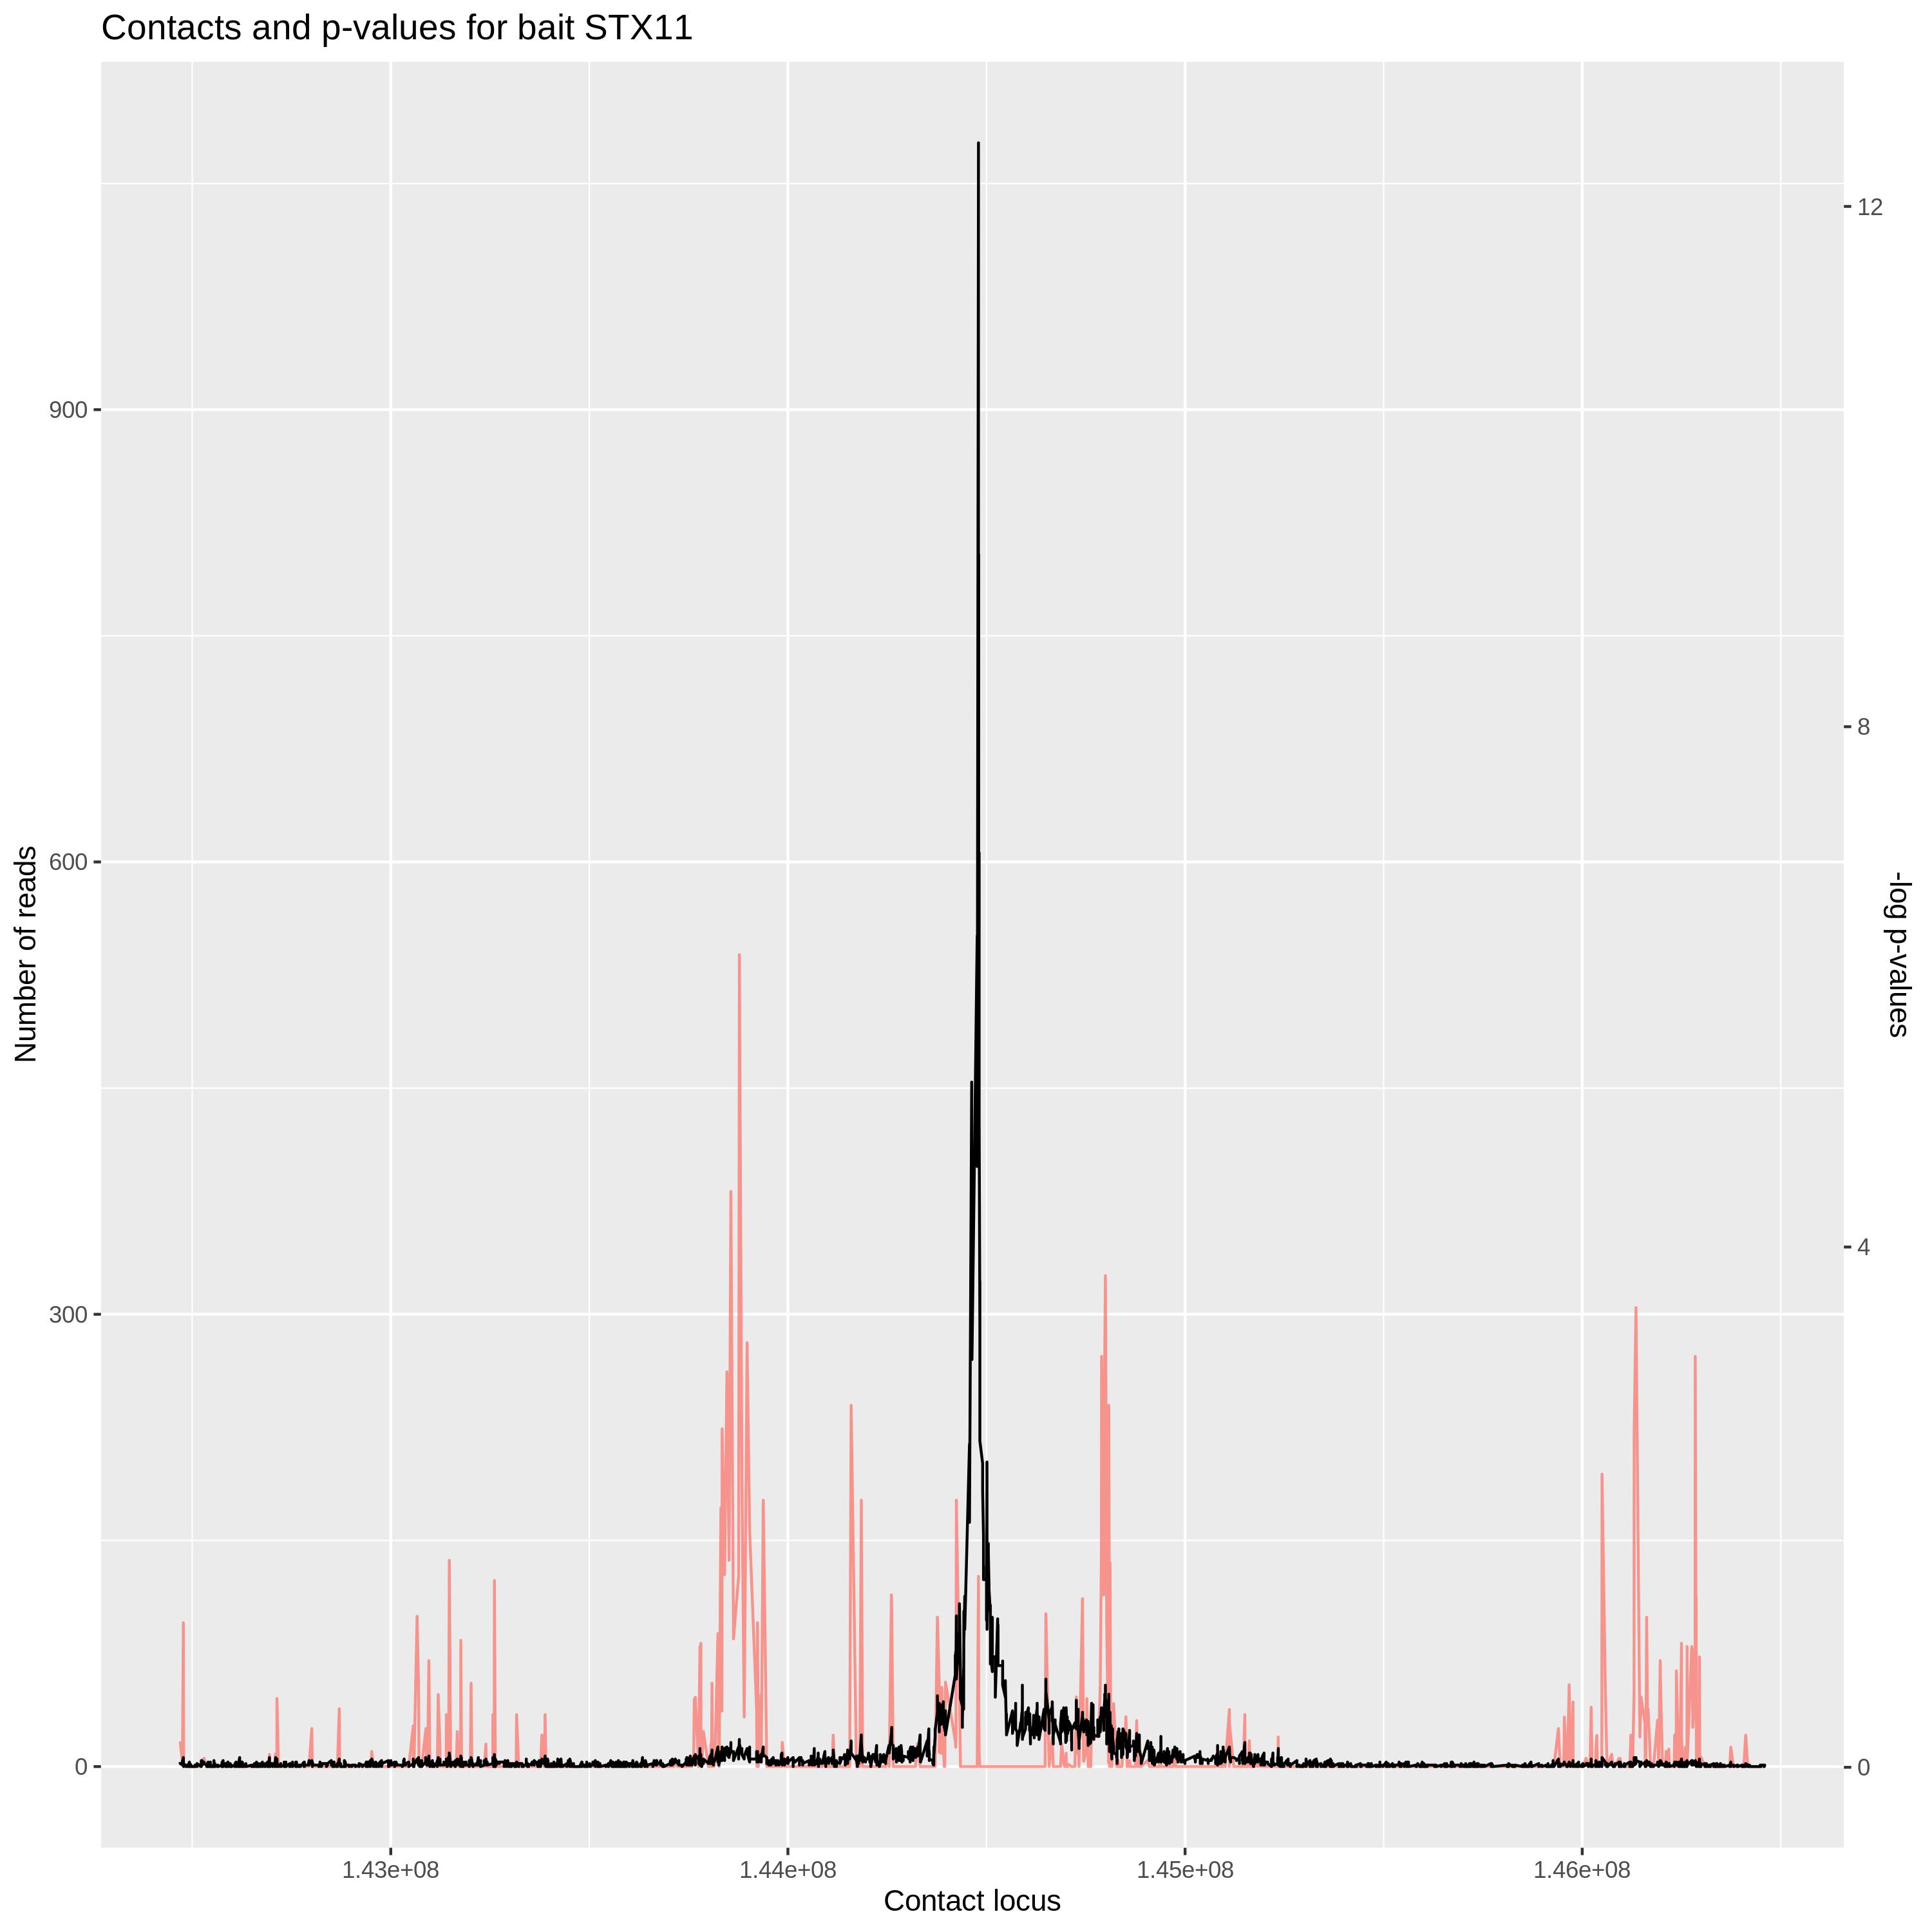 Contacts and p-values for bait STX11
12
900
8
600
Number of reads
-log p-values
4
300
0
0
1.43e+08
1.44e+08
1.45e+08
1.46e+08
Contact locus